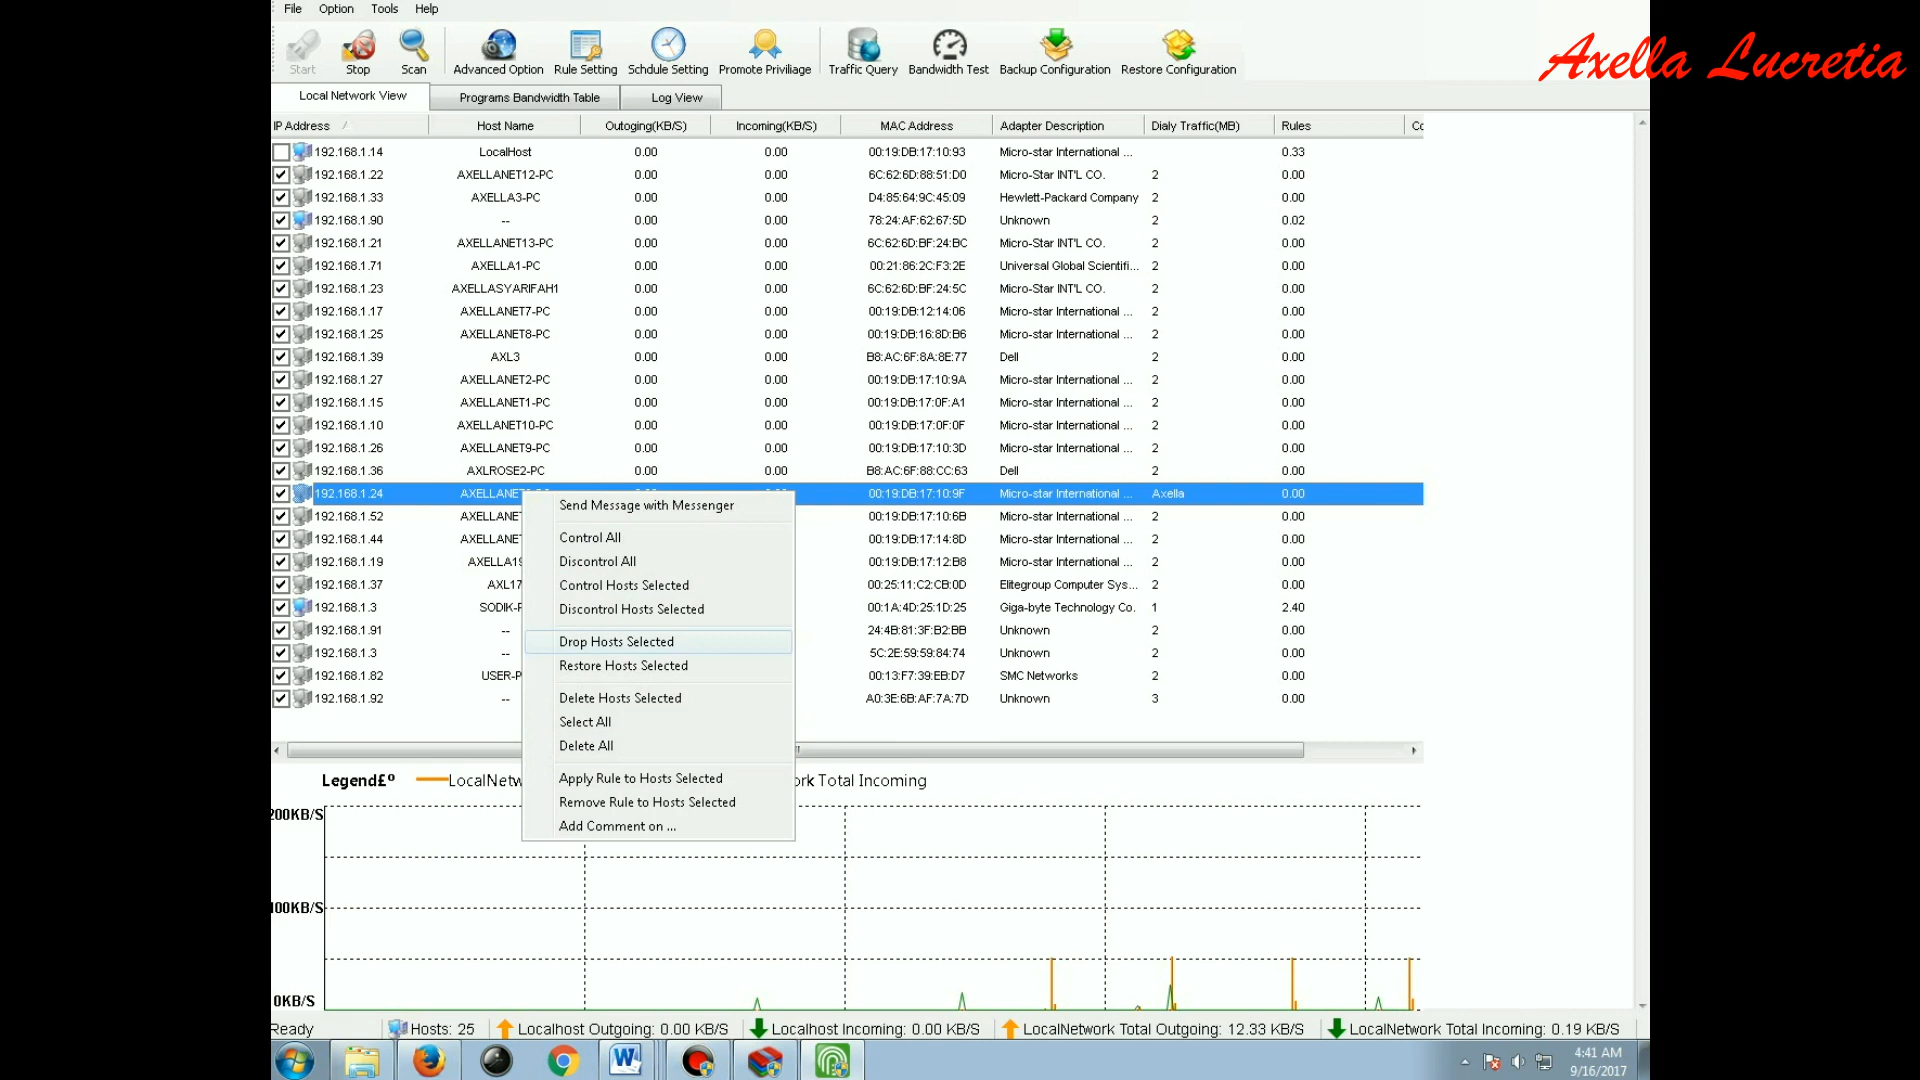 File Option Tools Help
Axella Lucretia
Start Stop Scan Advanced Option Rule Setting Schdule Setting Promote Priviliage Traffic Query Bandwidth Test Backup Configuration Restore Configuration
Local Network View Programs Bandwidth Table Log View
IP Address Host Name Outoging(KB/S) Incoming(KB/S) MAC Address Adapter Description Dialy Traffic(MB) Rules Cc
192.168.1.14 LocalHost 0.00 0.00 00:19:DB:17:10:93 Micro-star International ... 0.33
192.168.1.22 AXELLANET12-PC 0.00 0.00 6C:62:6D:88:51:D0 Micro-Star INT'L CO. 2 0.00
192.168.1.33 AXELLA3-PC 0.00 0.00 D4:85:64:9C:45:09 Hewlett-Packard Company 2 0.00
192.168.1.90 -- 0.00 0.00 78:24:AF:62:67:5D Unknown 2 0.02
192.168.1.21 AXELLANET13-PC 0.00 0.00 6C:62:6D:BF:24:BC Micro-Star INT'L CO. 2 0.00
192.168.1.71 AXELLA1-PC 0.00 0.00 00:21:86:2C:F3:2E Universal Global Scientifi... 2 0.00
192.168.1.23 AXELLASYARIFAH1 0.00 0.00 6C:62:6D:BF:24:5C Micro-Star INT'L CO. 2 0.00
192.168.1.17 AXELLANET7-PC 0.00 0.00 00:19:DB:12:14:06 Micro-star International ... 2 0.00
192.168.1.25 AXELLANET8-PC 0.00 0.00 00:19:DB:16:8D:B6 Micro-star International ... 2 0.00
192.168.1.39 AXL3 0.00 0.00 B8:AC:6F:8A:8E:77 Dell 2 0.00
192.168.1.27 AXELLANET2-PC 0.00 0.00 00:19:DB:17:10:9A Micro-star International ... 2 0.00
192.168.1.15 AXELLANET1-PC 0.00 0.00 00:19:DB:17:0F:A1 Micro-star International ... 2 0.00
192.168.1.10 AXELLANET10-PC 0.00 0.00 00:19:DB:17:0F:0F Micro-star International ... 2 0.00
192.168.1.26 AXELLANET9-PC 0.00 0.00 00:19:DB:17:10:3D Micro-star International ... 2 0.00
192.168.1.36 AXLROSE2-PC 0.00 0.00 B8:AC:6F:88:CC:63 Dell 2 0.00
192.168.1.24 AXELLANET 00:19:DB:17:10:9F Micro-star International ... Axella 0.00
192.168.1.52 AXELLANET 00:19:DB:17:10:6B Micro-star International ... 2 0.00
192.168.1.44 AXELLANET 00:19:DB:17:14:8D Micro-star International ... 2 0.00
192.168.1.19 AXELLA19 00:19:DB:17:12:B8 Micro-star International ... 2 0.00
192.168.1.37 AXL17 00:25:11:C2:CB:0D Elitegroup Computer Sys... 2 0.00
192.168.1.3 SODIK-P 00:1A:4D:25:1D:25 Giga-byte Technology Co. 1 2.40
192.168.1.91 -- 24:4B:81:3F:B2:BB Unknown 2 0.00
192.168.1.3 -- 5C:2E:59:59:84:74 Unknown 2 0.00
192.168.1.82 USER-P 00:13:F7:39:EB:D7 SMC Networks 2 0.00
192.168.1.92 -- A0:3E:6B:AF:7A:7D Unknown 3 0.00
Send Message with Messenger
Control All
Discontrol All
Control Hosts Selected
Discontrol Hosts Selected
Drop Hosts Selected
Restore Hosts Selected
Delete Hosts Selected
Select All
Delete All
Apply Rule to Hosts Selected
Remove Rule to Hosts Selected
Add Comment on ...
Legend£º LocalNetw ork Total Incoming
200KB/S
100KB/S
0KB/S
Ready Hosts: 25 Localhost Outgoing: 0.00 KB/S Localhost Incoming: 0.00 KB/S LocalNetwork Total Outgoing: 12.33 KB/S LocalNetwork Total Incoming: 0.19 KB/S
4:41 AM
9/16/2017